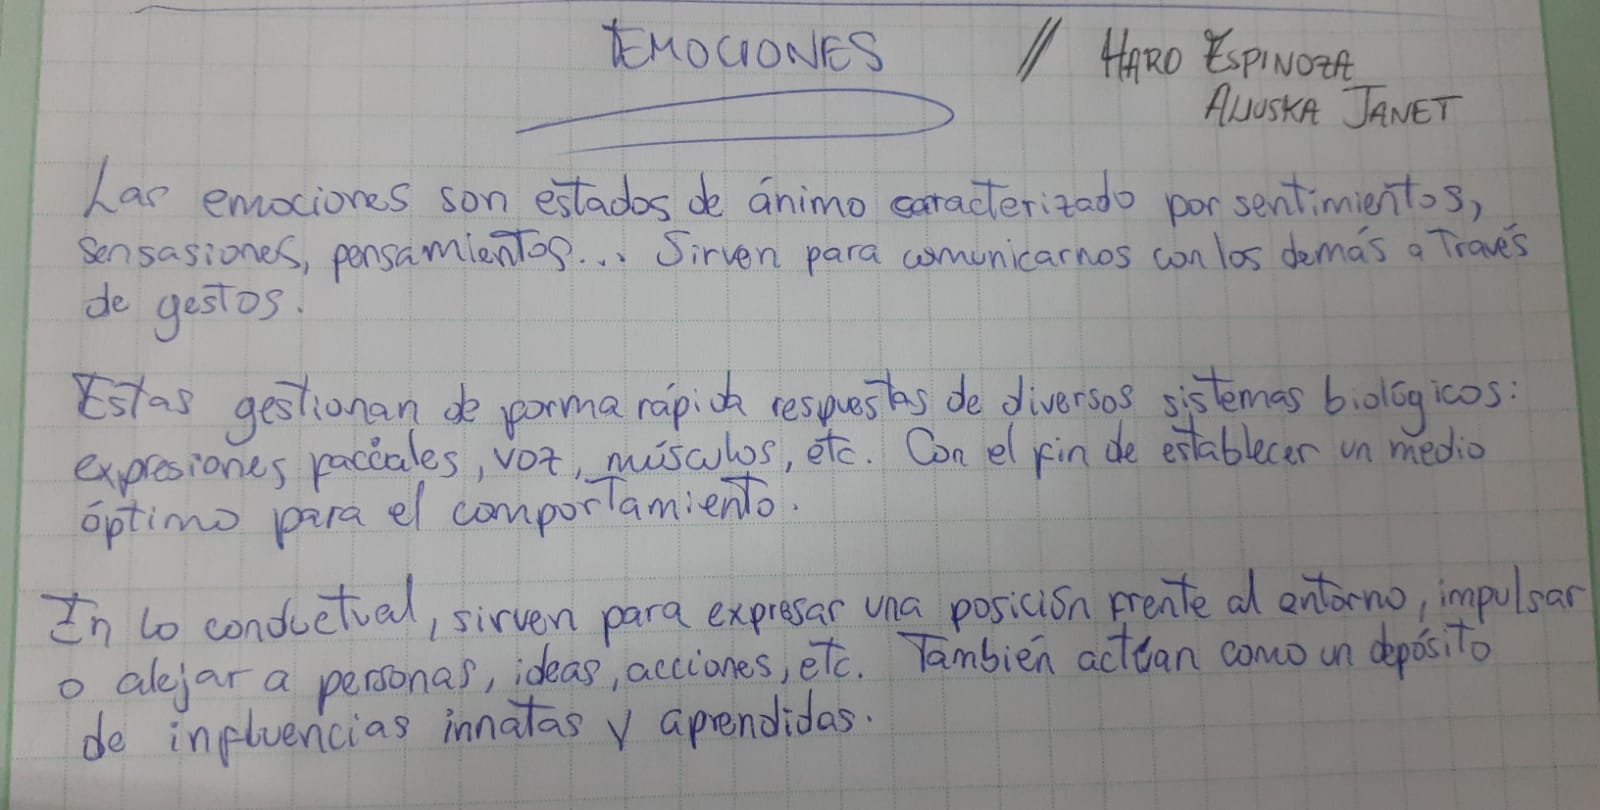 EMOCIONES // HARO ESPINOZA
ALIUSKA JANET
Las emociones son estados de ánimo caracterizado por sentimientos,
sensasiones, pensamientos... Sirven para comunicarnos con los demás a través
de gestos.
Estas gestionan de forma rápida respuestas de diversos sistemas biológicos:
expresiones faciales, voz, músculos, etc. Con el fin de establecer un medio
óptimo para el comportamiento.
En lo conductual, sirven para expresar una posición frente al entorno, impulsar
o alejar a personas, ideas, acciones, etc. También actúan como un depósito
de influencias innatas y aprendidas.